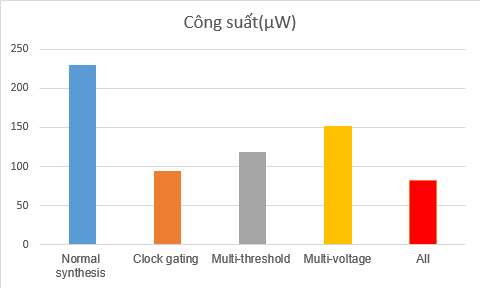 Công suất(µW)
250
200
150
100
50
0
Normal
synthesis
Clock gating
Multi-threshold
Multi-voltage
All